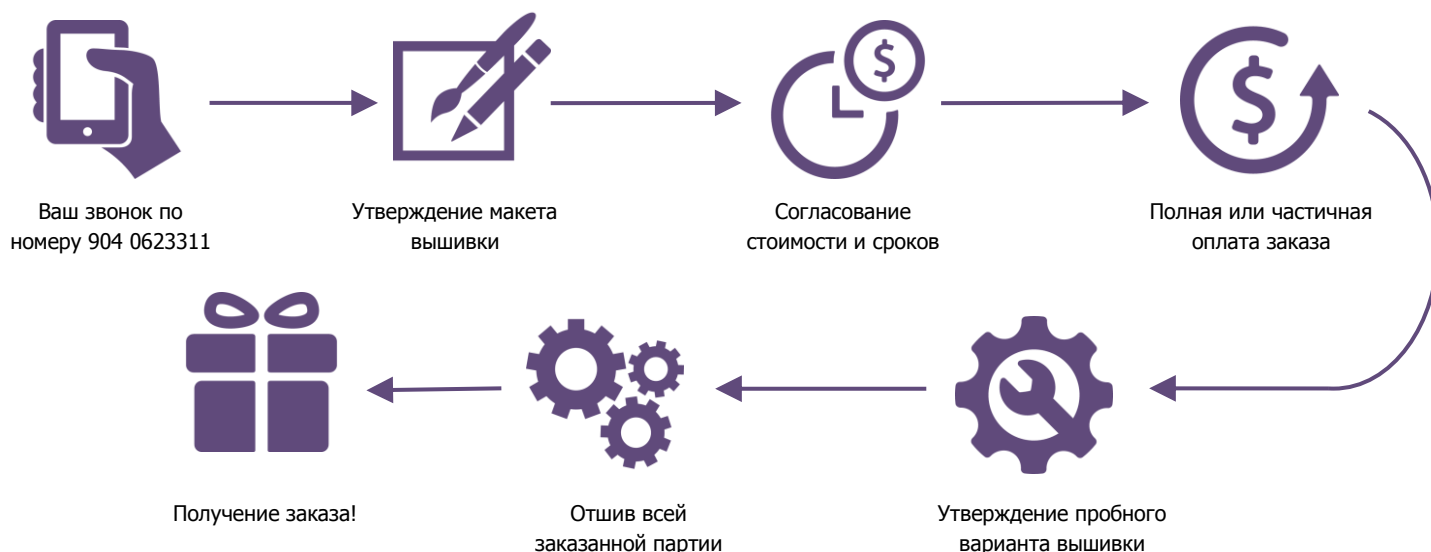 Ваш звонок по
номеру 904 0623311
Утверждение макета
вышивки
Согласование
стоимости и сроков
Полная или частичная
оплата заказа
Получение заказа!
Отшив всей
заказанной партии
Утверждение пробного
варианта вышивки